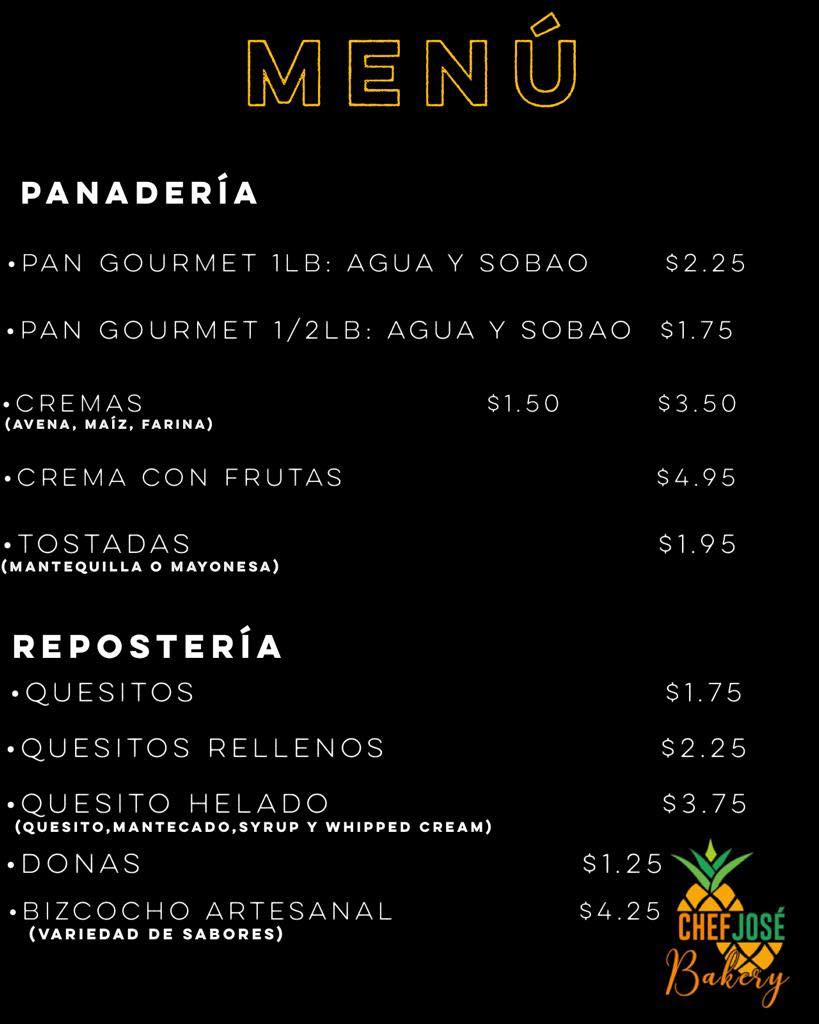 MENÚ
PANADERÍA
•PAN GOURMET 1LB: AGUA Y SOBAO $2.25
•PAN GOURMET 1/2LB: AGUA Y SOBAO $1.75
•CREMAS $1.50 $3.50
(AVENA, MAÍZ, FARINA)
•CREMA CON FRUTAS $4.95
•TOSTADAS $1.95
(MANTEQUILLA O MAYONESA)
REPOSTERÍA
•QUESITOS $1.75
•QUESITOS RELLENOS $2.25
•QUESITO HELADO $3.75
(QUESITO,MANTECADO,SYRUP Y WHIPPED CREAM)
•DONAS $1.25
•BIZCOCHO ARTESANAL $4.25
(VARIEDAD DE SABORES)
CHEFJOSÉ
Bakery